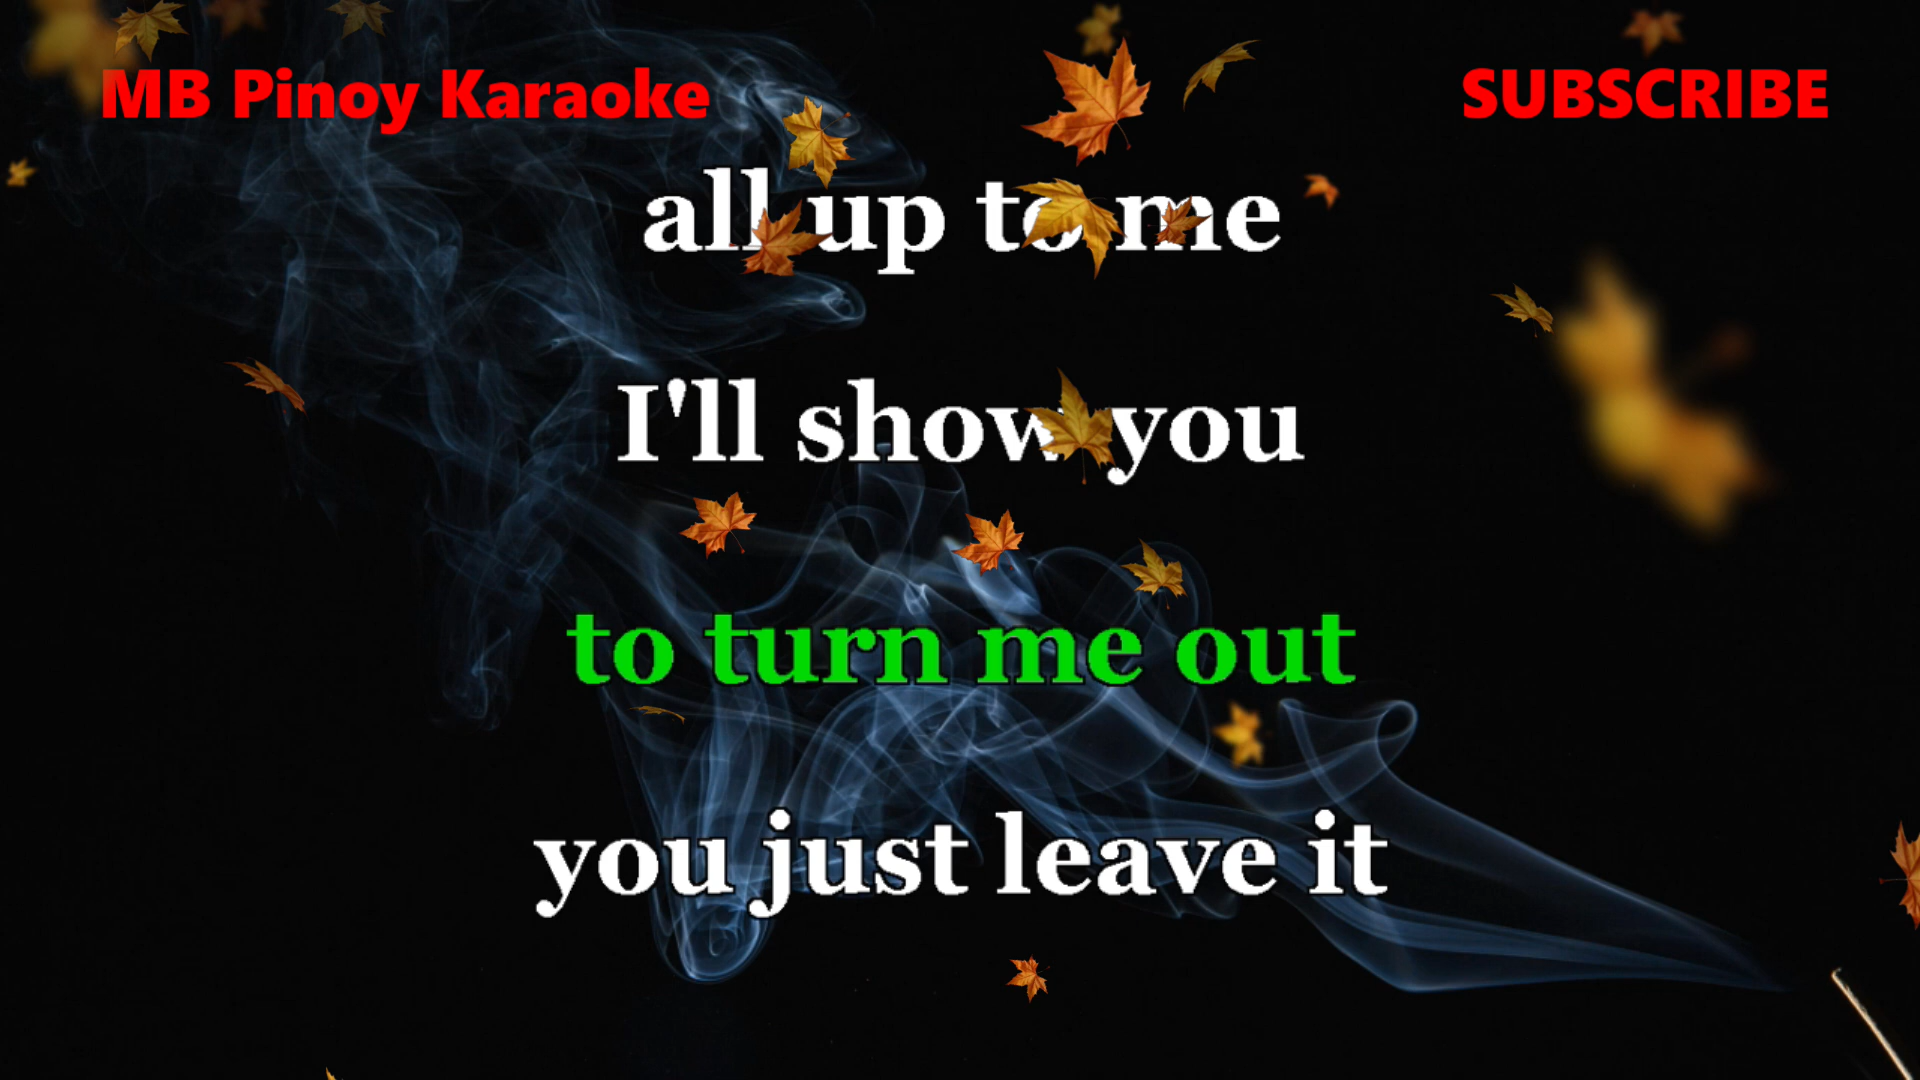 MB Pinoy Karaoke
SUBSCRIBE
all up to me
I'll show you
to turn me out
you just leave it